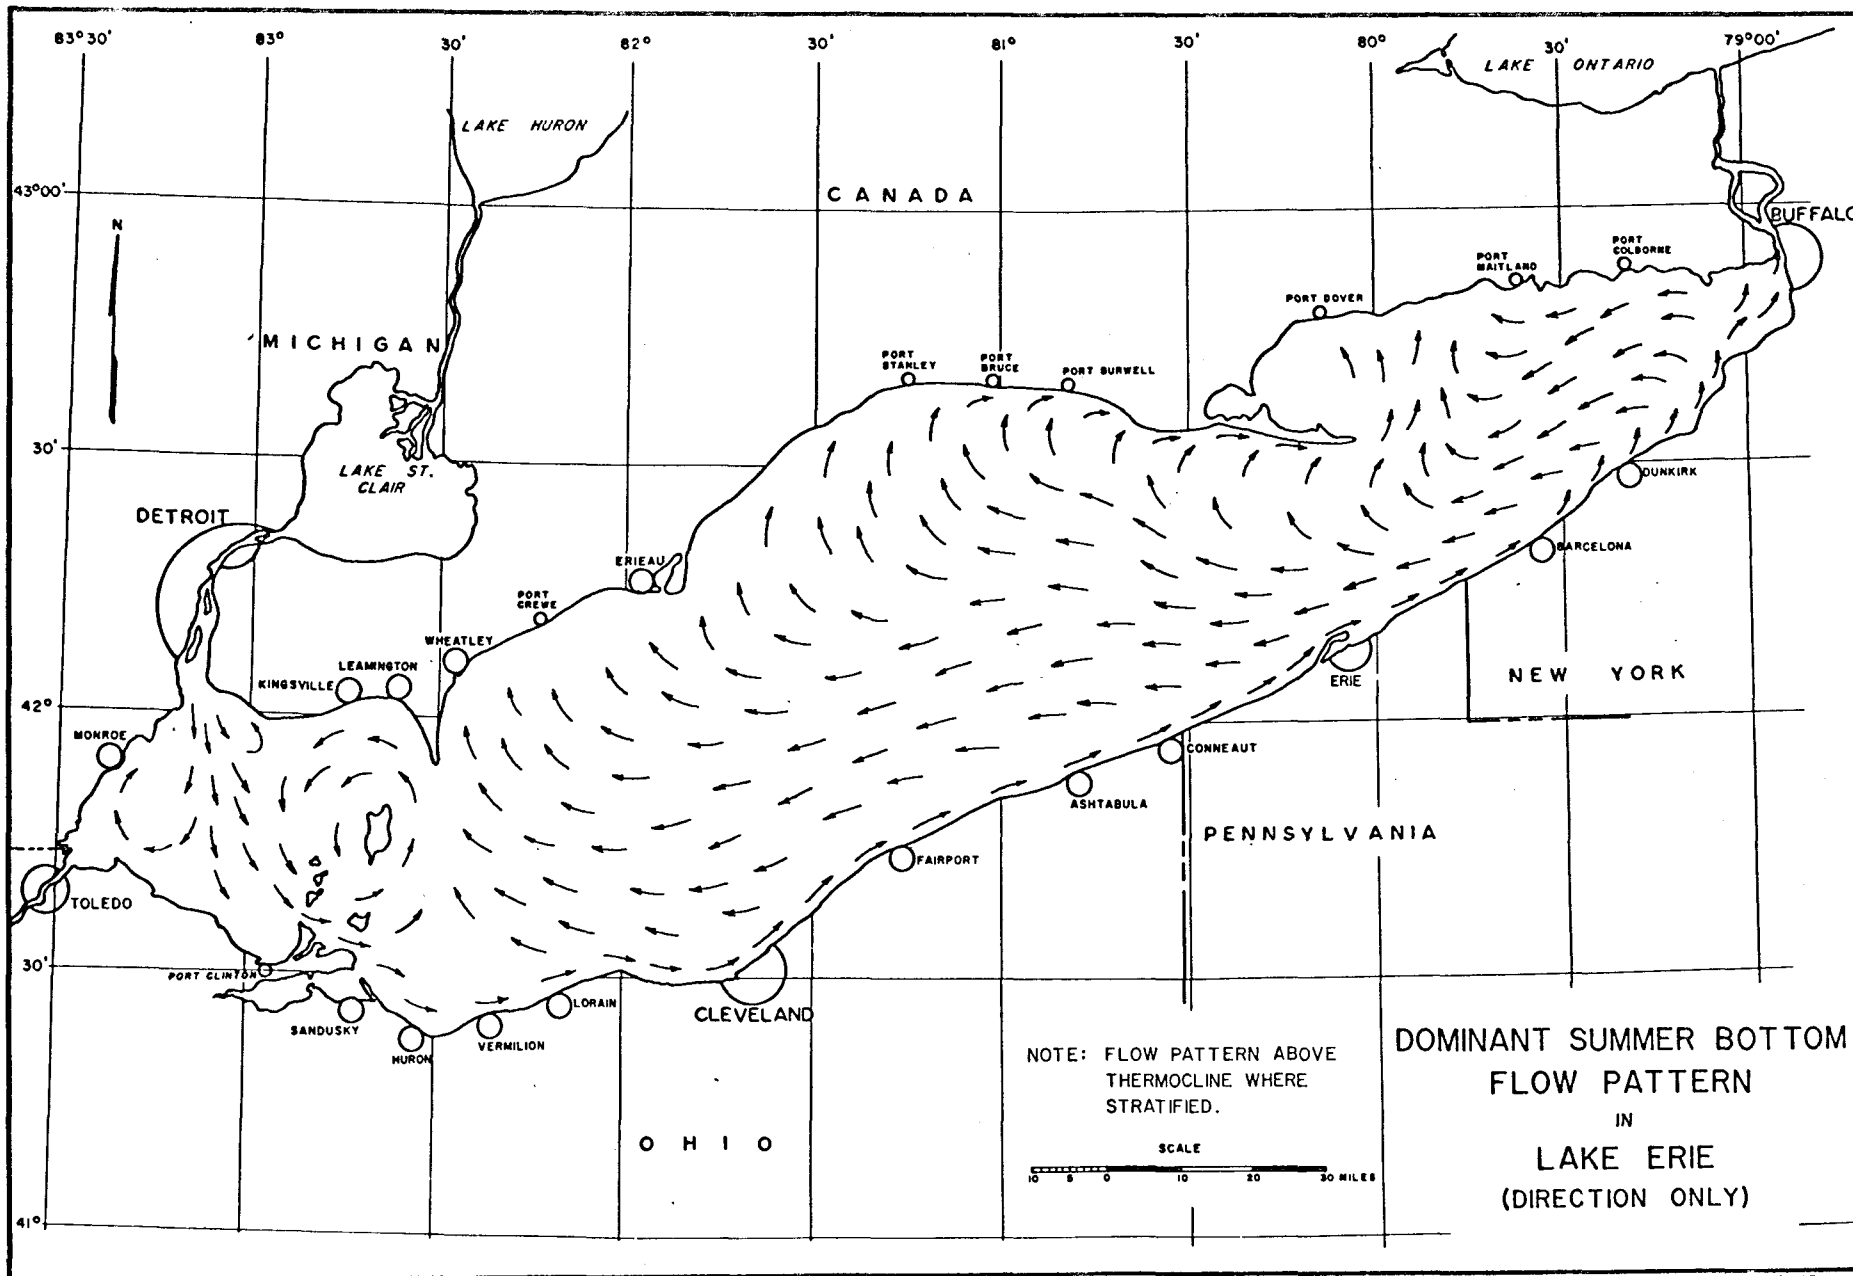 83°30'
83°
30'
82°
30'
81°
30'
80°
30'
79°00'
LAKE ONTARIO
LAKE HURON
43°00'
CANADA
N
BUFFALO
PORT COLBORNE
PORT MAITLAND
PORT DOVER
MICHIGAN
PORT STANLEY
PORT BRUCE
PORT BURWELL
30'
LAKE ST.
CLAIR
DUNKIRK
DETROIT
BARCELONA
ERIEAU
PORT CREWE
WHEATLEY
LEAMINGTON
KINGSVILLE
ERIE
NEW YORK
42°
MONROE
CONNEAUT
ASHTABULA
PENNSYLVANIA
FAIRPORT
TOLEDO
30'
PORT CLINTON
CLEVELAND
LORAIN
SANDUSKY
VERMILION
HURON
NOTE: FLOW PATTERN ABOVE
THERMOCLINE WHERE
STRATIFIED.
DOMINANT SUMMER BOTTOM
FLOW PATTERN
IN
LAKE ERIE
(DIRECTION ONLY)
OHIO
SCALE
10 5 0 10 20 30 MILES
41°